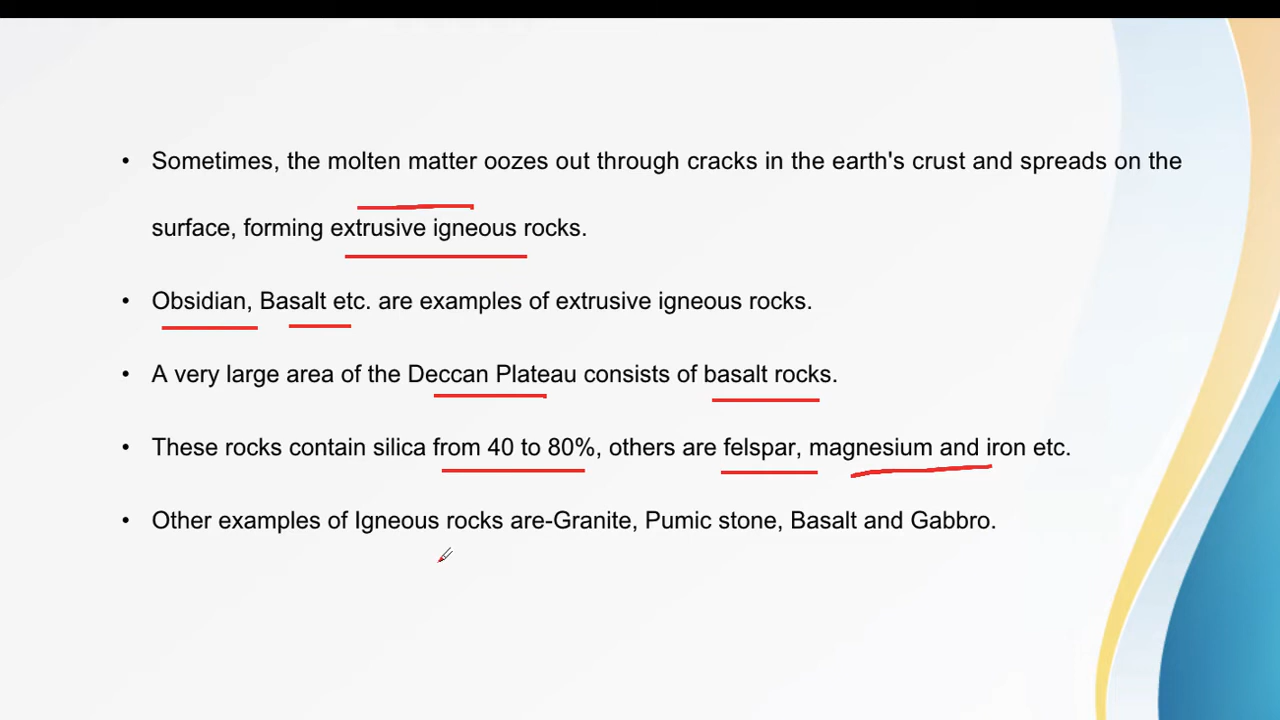 • Sometimes, the molten matter oozes out through cracks in the earth's crust and spreads on the
surface, forming extrusive igneous rocks.
• Obsidian, Basalt etc. are examples of extrusive igneous rocks.
• A very large area of the Deccan Plateau consists of basalt rocks.
• These rocks contain silica from 40 to 80%, others are felspar, magnesium and iron etc.
• Other examples of Igneous rocks are-Granite, Pumic stone, Basalt and Gabbro.